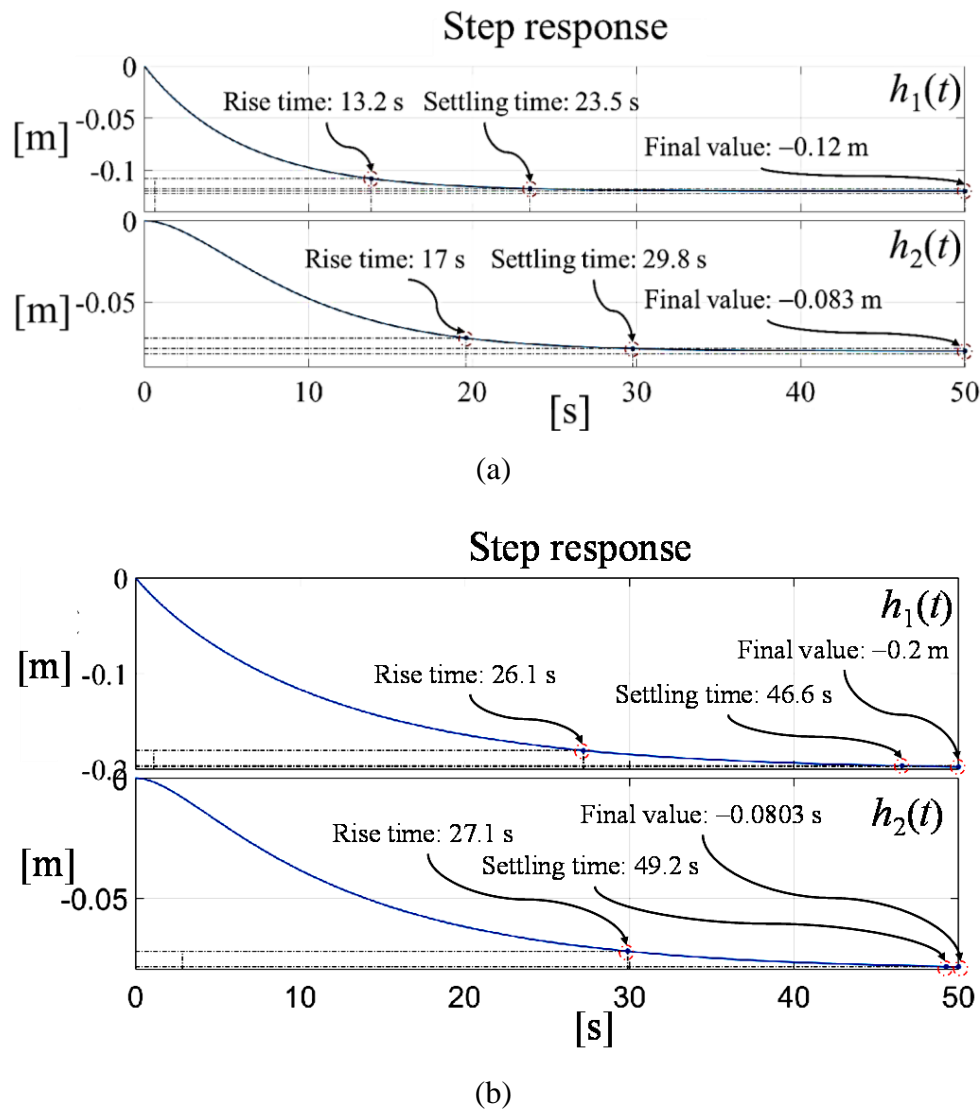 Step response
0
h₁(t)
Rise time: 13.2 s Settling time: 23.5 s
-0.05
[m]
Final value: −0.12 m
-0.1
0
h₂(t)
Rise time: 17 s Settling time: 29.8 s
[m] -0.05
Final value: −0.083 m
0 10 20 30 40 50
[s]
(a)
Step response
0
h₁(t)
Final value: −0.2 m
[m] -0.1
Rise time: 26.1 s Settling time: 46.6 s
-0.2
0
Final value: −0.0803 s
h₂(t)
Rise time: 27.1 s
Settling time: 49.2 s
[m]
-0.05
0 10 20 30 40 50
[s]
(b)